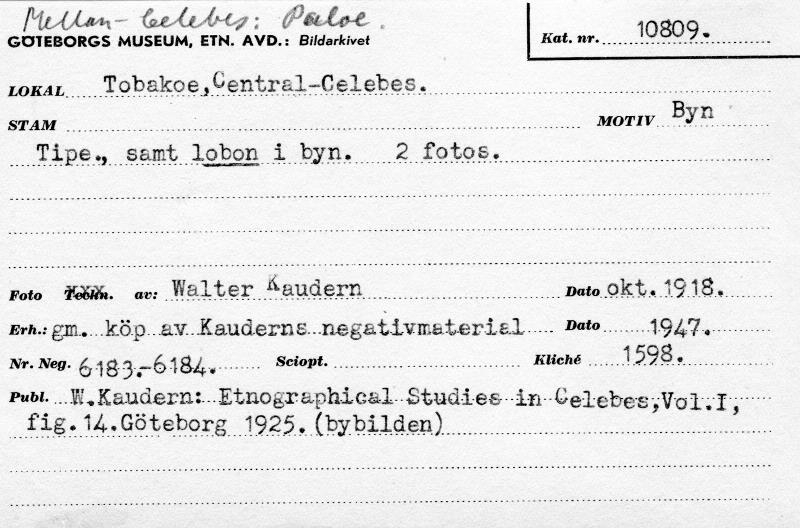 Mellan-Celebes: Paloe.
GÖTEBORGS MUSEUM, ETN. AVD.: Bildarkivet
Kat. nr. 10809.
LOKAL Tobakoe, Central-Celebes.
STAM
MOTIV Byn
Tipe., samt lobon i byn. 2 fotos.
Foto Teckn. av: Walter Kaudern Dato okt. 1918.
Erh.: gm. köp av Kauderns negativmaterial Dato 1947.
Nr. Neg. 6183.-6184. Sciopt. Kliché 1598.
Publ. W.Kaudern: Etnographical Studies in Celebes, Vol.I,
fig. 14. Göteborg 1925. (bybilden)